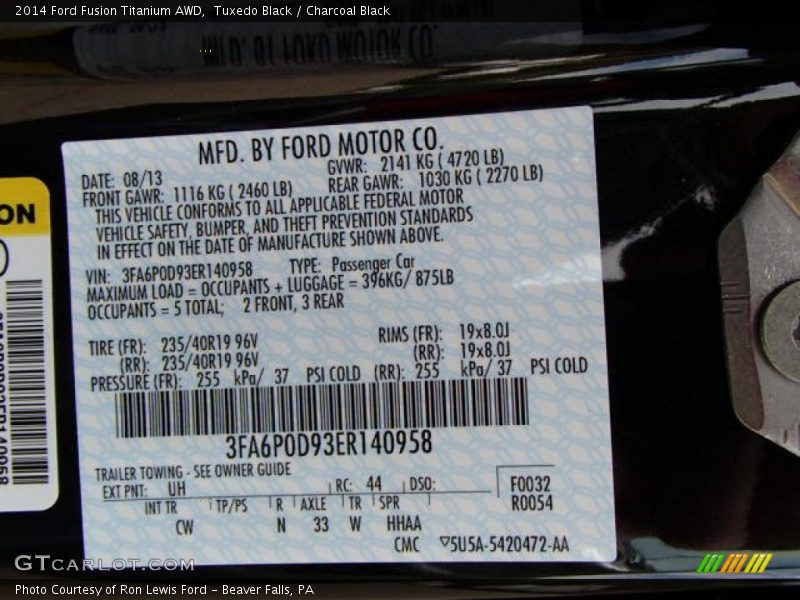 2014 Ford Fusion Titanium AWD, Tuxedo Black / Charcoal Black
MFD. BY FORD MOTOR CO.
DATE: 08/13
GVWR: 2141 KG ( 4720 LB)
FRONT GAWR: 1116 KG ( 2460 LB)
REAR GAWR: 1030 KG ( 2270 LB)
THIS VEHICLE CONFORMS TO ALL APPLICABLE FEDERAL MOTOR
VEHICLE SAFETY, BUMPER, AND THEFT PREVENTION STANDARDS
IN EFFECT ON THE DATE OF MANUFACTURE SHOWN ABOVE.
VIN: 3FA6P0D93ER140958 TYPE: Passenger Car
MAXIMUM LOAD = OCCUPANTS + LUGGAGE = 396KG/ 875LB
OCCUPANTS = 5 TOTAL; 2 FRONT, 3 REAR
TIRE (FR): 235/40R19 96V RIMS (FR): 19x8.0J
(RR): 235/40R19 96V (RR): 19x8.0J
PRESSURE (FR): 255 kPa/ 37 PSI COLD (RR): 255 kPa/ 37 PSI COLD
3FA6P0D93ER140958
TRAILER TOWING - SEE OWNER GUIDE
EXT PNT: UH RC: 44 DSO: F0032
R0054
INT TR TP/PS R AXLE TR SPR
CW N 33 W HHAA
CMC ▽5U5A-5420472-AA
ON
GTCARLOT.COM
Photo Courtesy of Ron Lewis Ford – Beaver Falls, PA